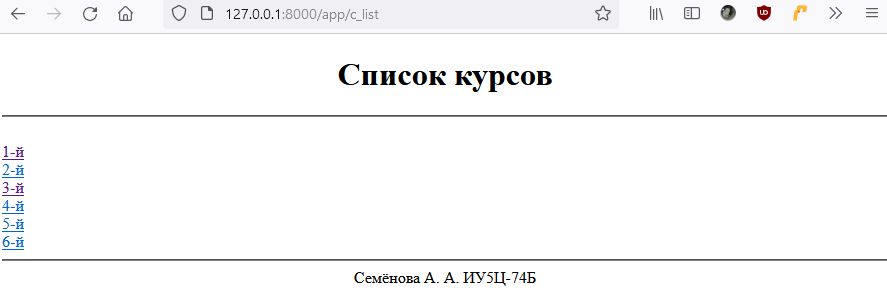 127.0.0.1:8000/app/c_list
Список курсов
1-й
2-й
3-й
4-й
5-й
6-й
Семёнова А. А. ИУ5Ц-74Б